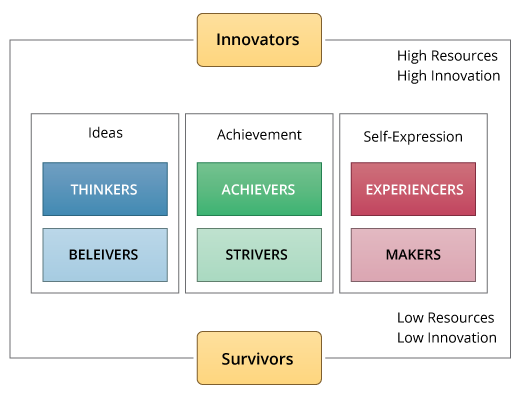 Innovators
High Resources
High Innovation
Ideas
Achievement
Self-Expression
THINKERS
ACHIEVERS
EXPERIENCERS
BELEIVERS
STRIVERS
MAKERS
Low Resources
Low Innovation
Survivors